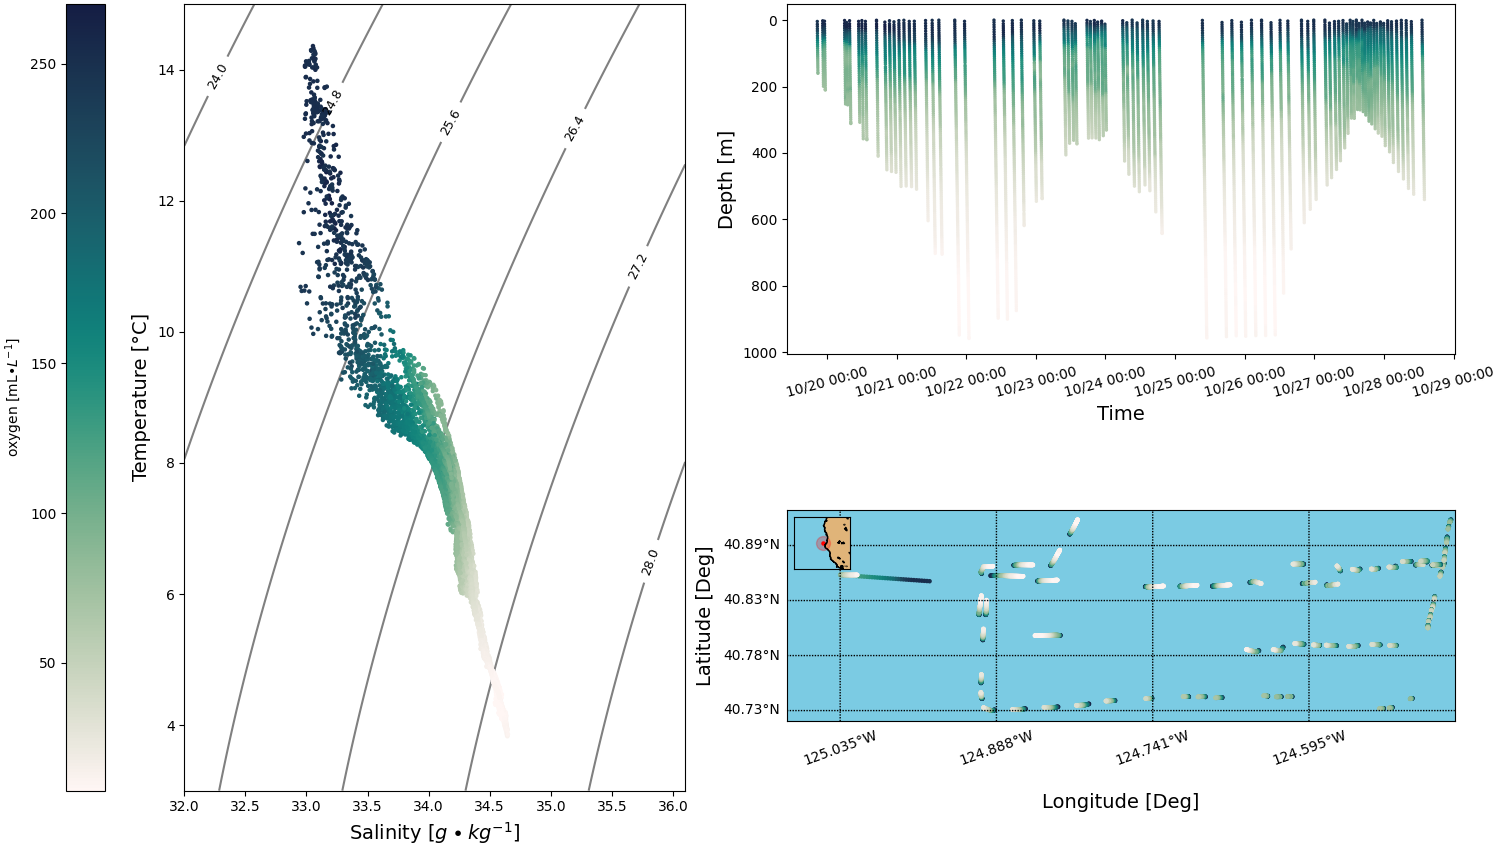 250
200
150
100
50
oxygen [mL•L⁻¹]
14
12
10
8
6
4
Temperature [°C]
24.0
25.6
26.4
27.2
28.0
32.0 32.5 33.0 33.5 34.0 34.5 35.0 35.5 36.0
Salinity [g • kg⁻¹]
0
200
400
600
800
1000
Depth [m]
10/20 00:00 10/21 00:00 10/22 00:00 10/23 00:00 10/24 00:00 10/25 00:00 10/26 00:00 10/27 00:00 10/28 00:00 10/29 00:00
Time
40.89°N
40.83°N
40.78°N
40.73°N
Latitude [Deg]
125.035°W 124.888°W 124.741°W 124.595°W
Longitude [Deg]